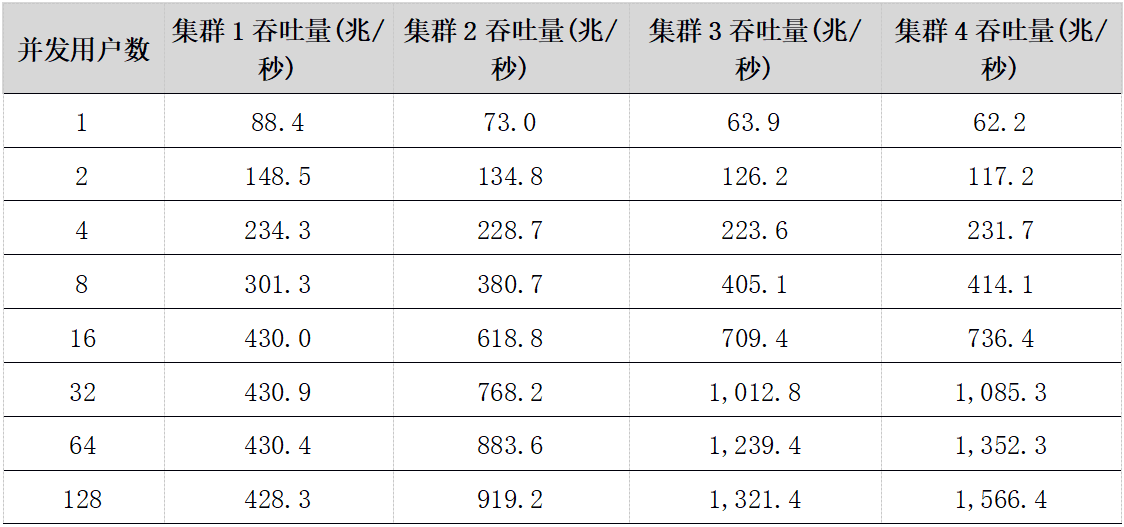 并发用户数 集群1吞吐量(兆/秒) 集群2吞吐量(兆/秒) 集群3吞吐量(兆/秒) 集群4吞吐量(兆/秒)
1 88.4 73.0 63.9 62.2
2 148.5 134.8 126.2 117.2
4 234.3 228.7 223.6 231.7
8 301.3 380.7 405.1 414.1
16 430.0 618.8 709.4 736.4
32 430.9 768.2 1,012.8 1,085.3
64 430.4 883.6 1,239.4 1,352.3
128 428.3 919.2 1,321.4 1,566.4